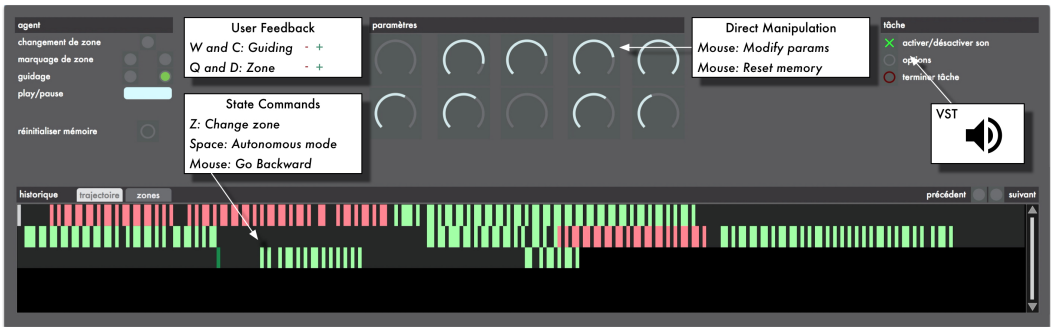 agent
changement de zone
marquage de zone
guidage
play/pause
réinitialiser mémoire
User Feedback
W and C: Guiding - +
Q and D: Zone - +
State Commands
Z: Change zone
Space: Autonomous mode
Mouse: Go Backward
paramètres
Direct Manipulation
Mouse: Modify params
Mouse: Reset memory
tâche
activer/désactiver son
options
terminer tâche
VST
historique trajectoire zones précédent suivant